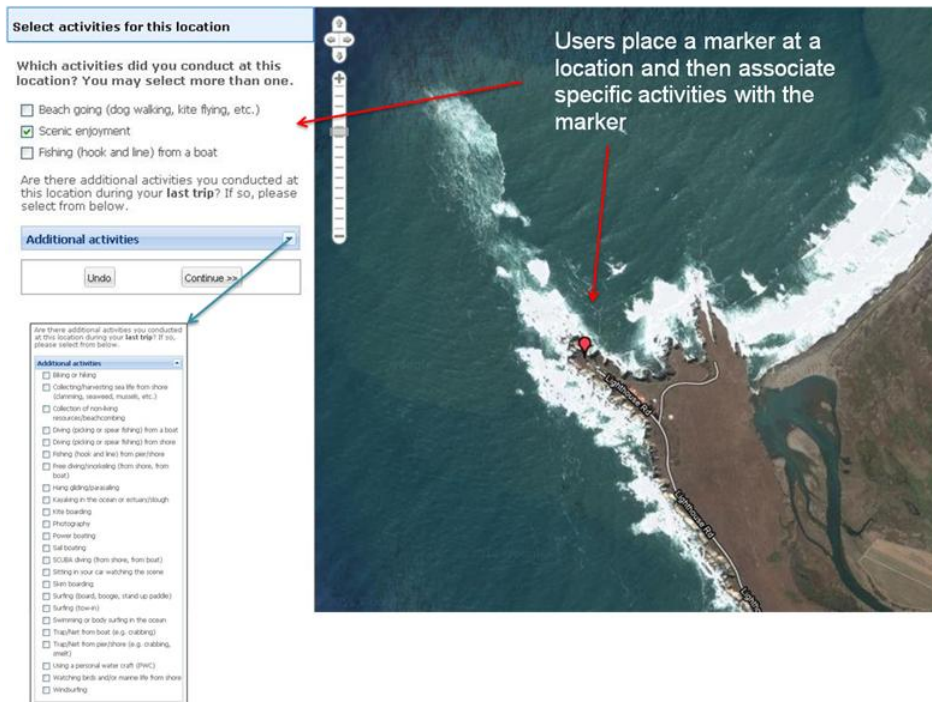 Select activities for this location
Which activities did you conduct at this
location? You may select more than one.
Beach going (dog walking, kite flying, etc.)
Scenic enjoyment
Fishing (hook and line) from a boat
Are there additional activities you conducted at
this location during your last trip? If so, please
select from below.
Additional activities
Undo
Continue >>
Are there additional activities you conducted
at this location during your last trip? If so,
please select from below.
Additional activities
Biking or hiking
Collecting/harvesting sea life from shore
(clamming, seaweed, mussels, etc.)
Collection of non-living
resources/beachcombing
Diving (picking or spear fishing) from a boat
Diving (picking or spear fishing) from shore
Fishing (hook and line) from pier/shore
Free diving/snorkeling (from shore, from
boat)
Hang gliding/parasailing
Kayaking in the ocean or estuary/slough
Kite boarding
Photography
Power boating
Sail boating
SCUBA diving (from shore, from boat)
Sitting in your car watching the scene
Skim boarding
Surfing (board, boogie, stand up paddle)
Surfing (tow-in)
Swimming or body surfing in the ocean
Trap/Net from boat (e.g. crabbing)
Trap/Net from pier/shore (e.g. crabbing,
smelt)
Using a personal water craft (PWC)
Watching birds and/or marine life from shore
Windsurfing
Users place a marker at a
location and then associate
specific activities with the
marker
Lighthouse Rd
Lighthouse Rd
Lighthou